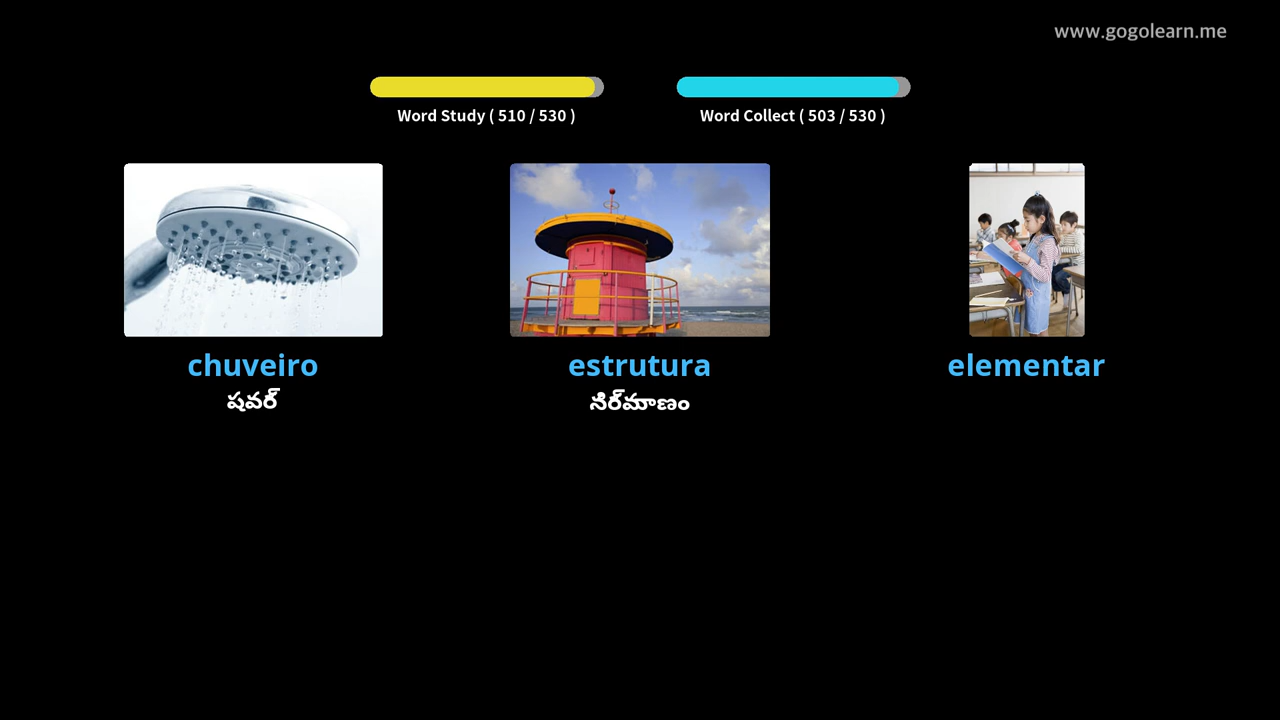 www.gogolearn.me
Word Study ( 510 / 530 )
Word Collect ( 503 / 530 )
chuveiro
estrutura
elementar
షవర్
నిర్మాణం